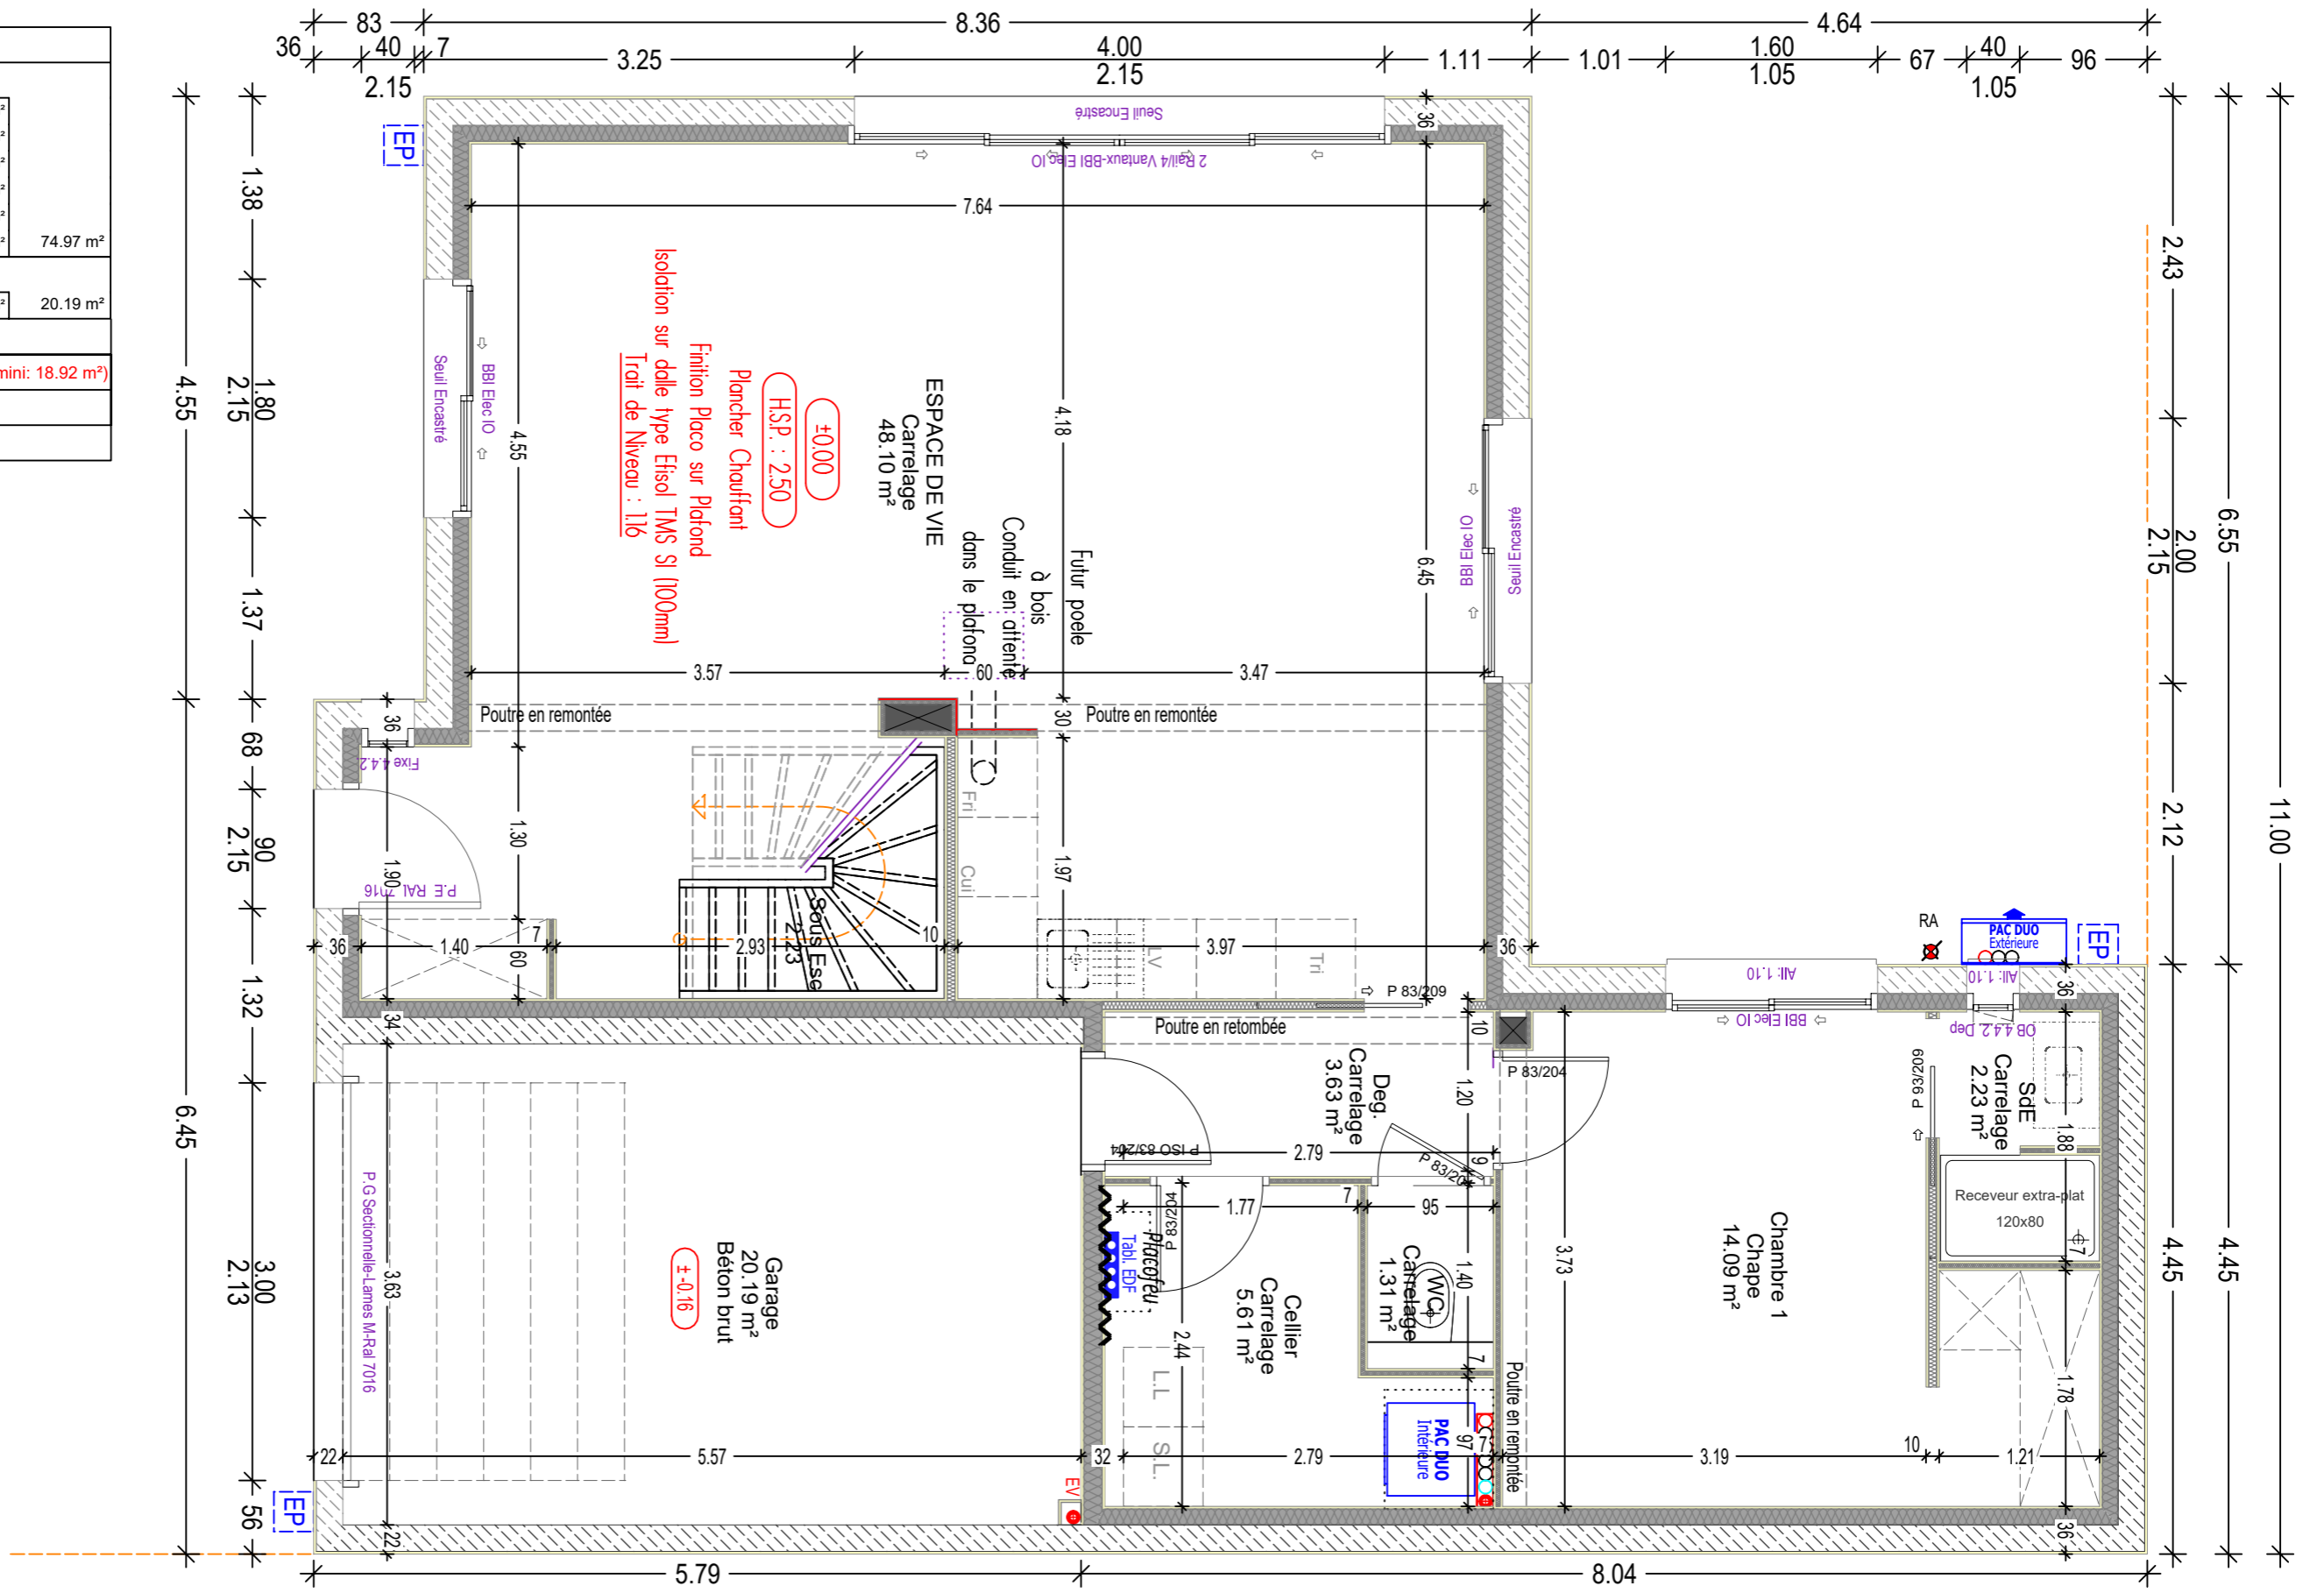 83
8.36
4.64
36
40
7
3.25
4.00
1.11
1.01
1.60
67
40
96
2.15
2.15
1.05
1.05
74.97 m²
20.19 m²
mini: 18.92 m²)
4.55
6.45
1.38
1.80
2.15
1.37
68
90
2.15
1.32
3.00
2.13
56
2.43
2.00
2.15
2.12
4.45
6.55
4.45
11.00
EP
Seuil Encastré
2 Rail/4 Vantaux-BBI Elec IO
36
7.64
4.55
4.18
6.45
Seuil Encastré
BBI Elec IO
BBI Elec IO
Seuil Encastré
ESPACE DE VIE
Carrelage
48.10 m²
±0.00
H.S.P. : 2.50
Plancher Chauffant
Finition Placo sur Plafond
Isolation sur dalle type Efisol TMS SI (100mm)
Trait de Niveau : 1.16
Futur poele
à bois
Conduit en attente
dans le plafond
3.57
60
3.47
Poutre en remontée
Poutre en remontée
30
36
Fixe 4.4.2
1.30
1.90
P.E RAL 7016
Fri
Cui
1.97
Sous Esc
2.23
36
1.40
7
60
2.93
10
3.97
36
LV
Tri
P 83/209
34
Poutre en retombée
10
RA
PAC DUO
Extérieure
EP
All: 1.10
All: 1.10
36
BBI Elec IO
OB 4.4.2 Dep
P 83/204
P 93/209
SdE
Carrelage
2.23 m²
1.88
Deg.
Carrelage
3.63 m²
1.20
P ISO 83/204
2.79
9
P 83/204
1.77
7
95
Receveur extra-plat
120x80
7
P.G Sectionnelle-Lames M-Ral 7016
3.63
Garage
20.19 m²
Béton brut
± -0.16
Tabl. EDF
Placofeu
2.44
Cellier
Carrelage
5.61 m²
WC
Carrelage
1.31 m²
1.40
7
3.73
Chambre 1
Chape
14.09 m²
1.78
L.L
S.L.
PAC DUO
Intérieure
97
7
Poutre en remontée
22
5.57
32
2.79
3.19
10
1.21
EV
EP
22
36
5.79
8.04